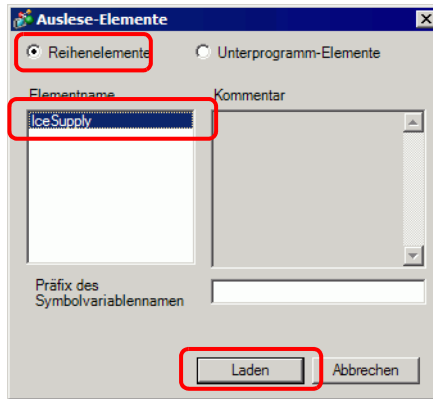 Auslese-Elemente
Reihenelemente Unterprogramm-Elemente
Elementname Kommentar
IceSupply
Präfix des
Symbolvariablennamen
Laden Abbrechen